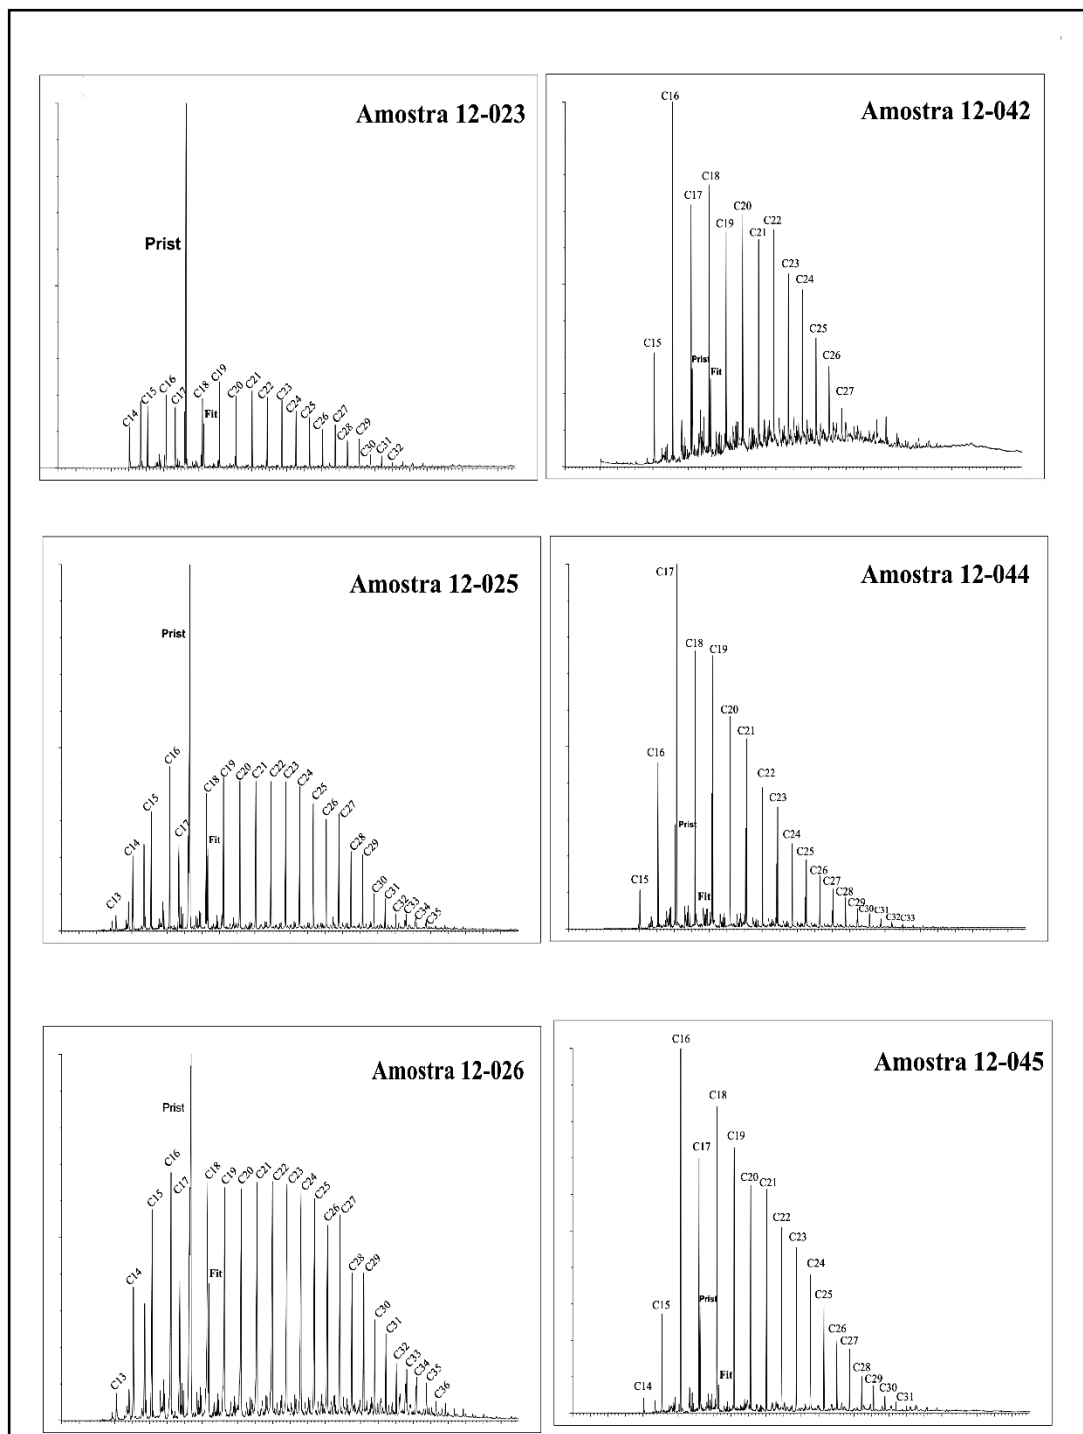 Amostra 12-023
Prist
C14
C15
C16
C17
C18
Fit
C19
C20
C21
C22
C23
C24
C25
C26
C27
C28
C29
C30
C31
C32
Amostra 12-042
C15
C16
C17
Prist
C18
Fit
C19
C20
C21
C22
C23
C24
C25
C26
C27
Amostra 12-025
Prist
C13
C14
C15
C16
C17
C18
Fit
C19
C20
C21
C22
C23
C24
C25
C26
C27
C28
C29
C30
C31
C32
C33
C34
C35
Amostra 12-044
C15
C16
C17
Prist
C18
Fit
C19
C20
C21
C22
C23
C24
C25
C26
C27
C28
C29
C30
C31
C32
C33
Amostra 12-026
Prist
C13
C14
C15
C16
C17
C18
Fit
C19
C20
C21
C22
C23
C24
C25
C26
C27
C28
C29
C30
C31
C32
C33
C34
C35
C36
Amostra 12-045
C14
C15
C16
C17
Prist
C18
Fit
C19
C20
C21
C22
C23
C24
C25
C26
C27
C28
C29
C30
C31